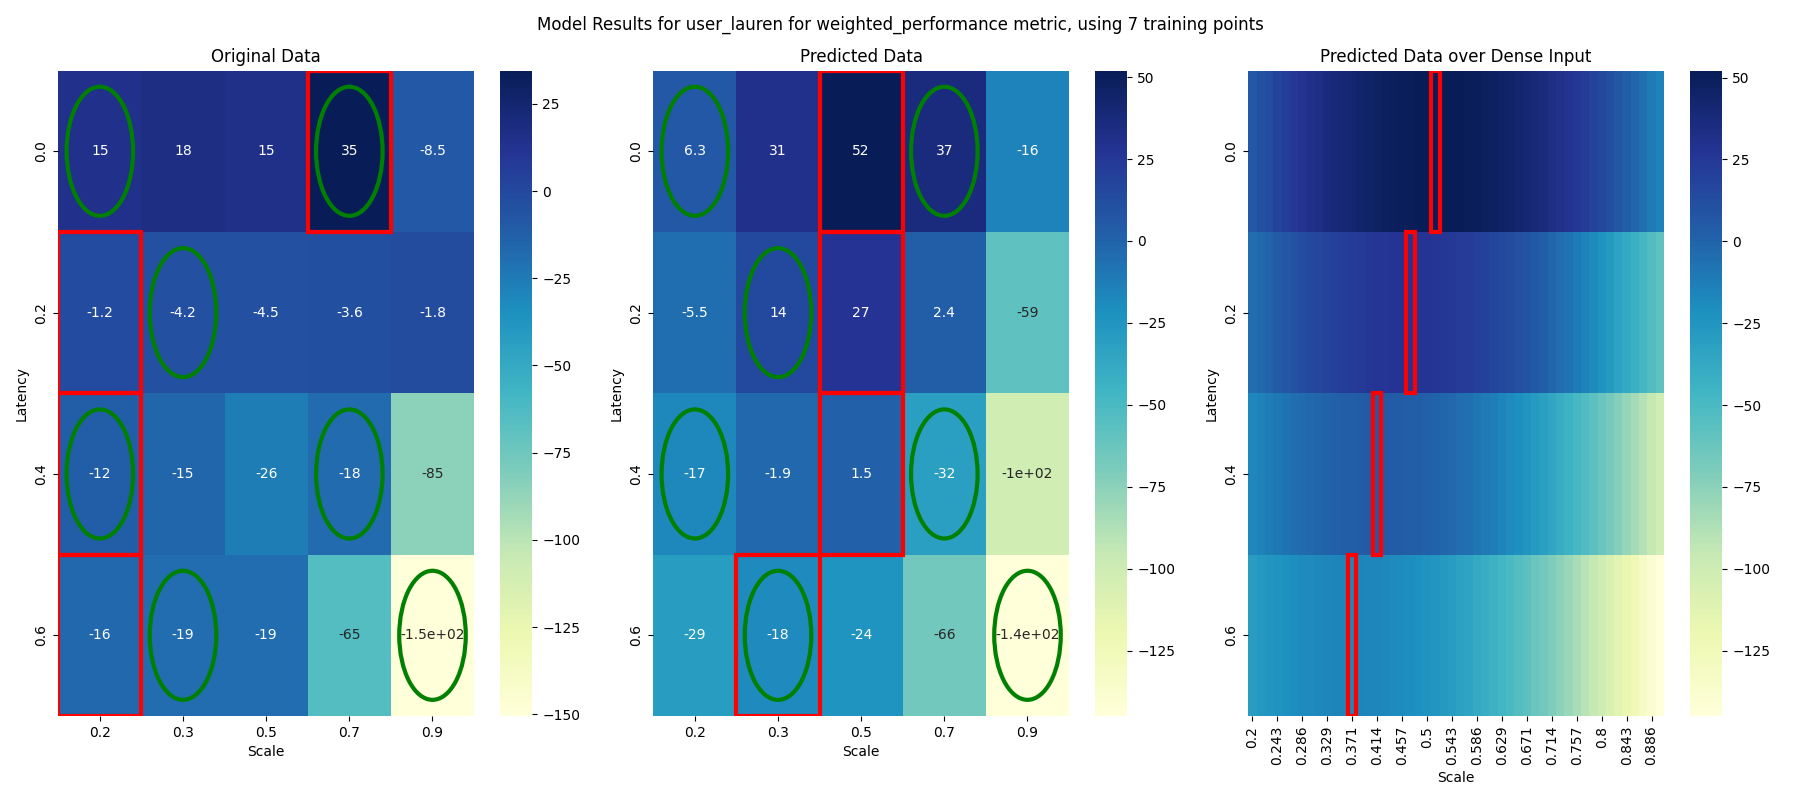 Model Results for user_lauren for weighted_performance metric, using 7 training points
Original Data
Latency
0.0
0.2
0.4
0.6
15 18 15 35 -8.5
-1.2 -4.2 -4.5 -3.6 -1.8
-12 -15 -26 -18 -85
-16 -19 -19 -65 -1.5e+02
0.2 0.3 0.5 0.7 0.9
Scale
25
0
−25
−50
−75
−100
−125
−150
Predicted Data
Latency
0.0
0.2
0.4
0.6
6.3 31 52 37 -16
-5.5 14 27 2.4 -59
-17 -1.9 1.5 -32 -1e+02
-29 -18 -24 -66 -1.4e+02
0.2 0.3 0.5 0.7 0.9
Scale
50
25
0
−25
−50
−75
−100
−125
Predicted Data over Dense Input
Latency
0.0
0.2
0.4
0.6
0.2 0.243 0.286 0.329 0.371 0.414 0.457 0.5 0.543 0.586 0.629 0.671 0.714 0.757 0.8 0.843 0.886
Scale
50
25
0
−25
−50
−75
−100
−125